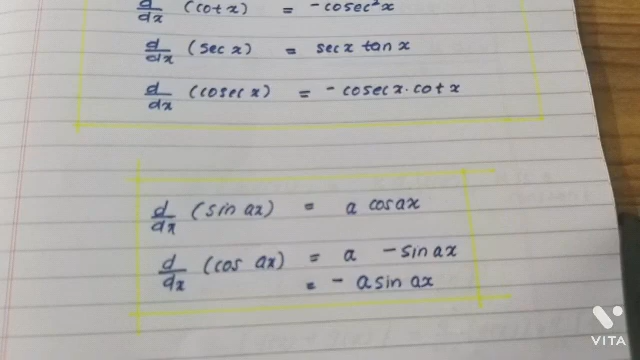 d/dx (cot x) = - cosec²x
d/dx (sec x) = sec x tan x
d/dx (cosec x) = - cosec x · cot x
d/dx (sin ax) = a cos ax
d/dx (cos ax) = a - sin ax
= - a sin ax
VITA